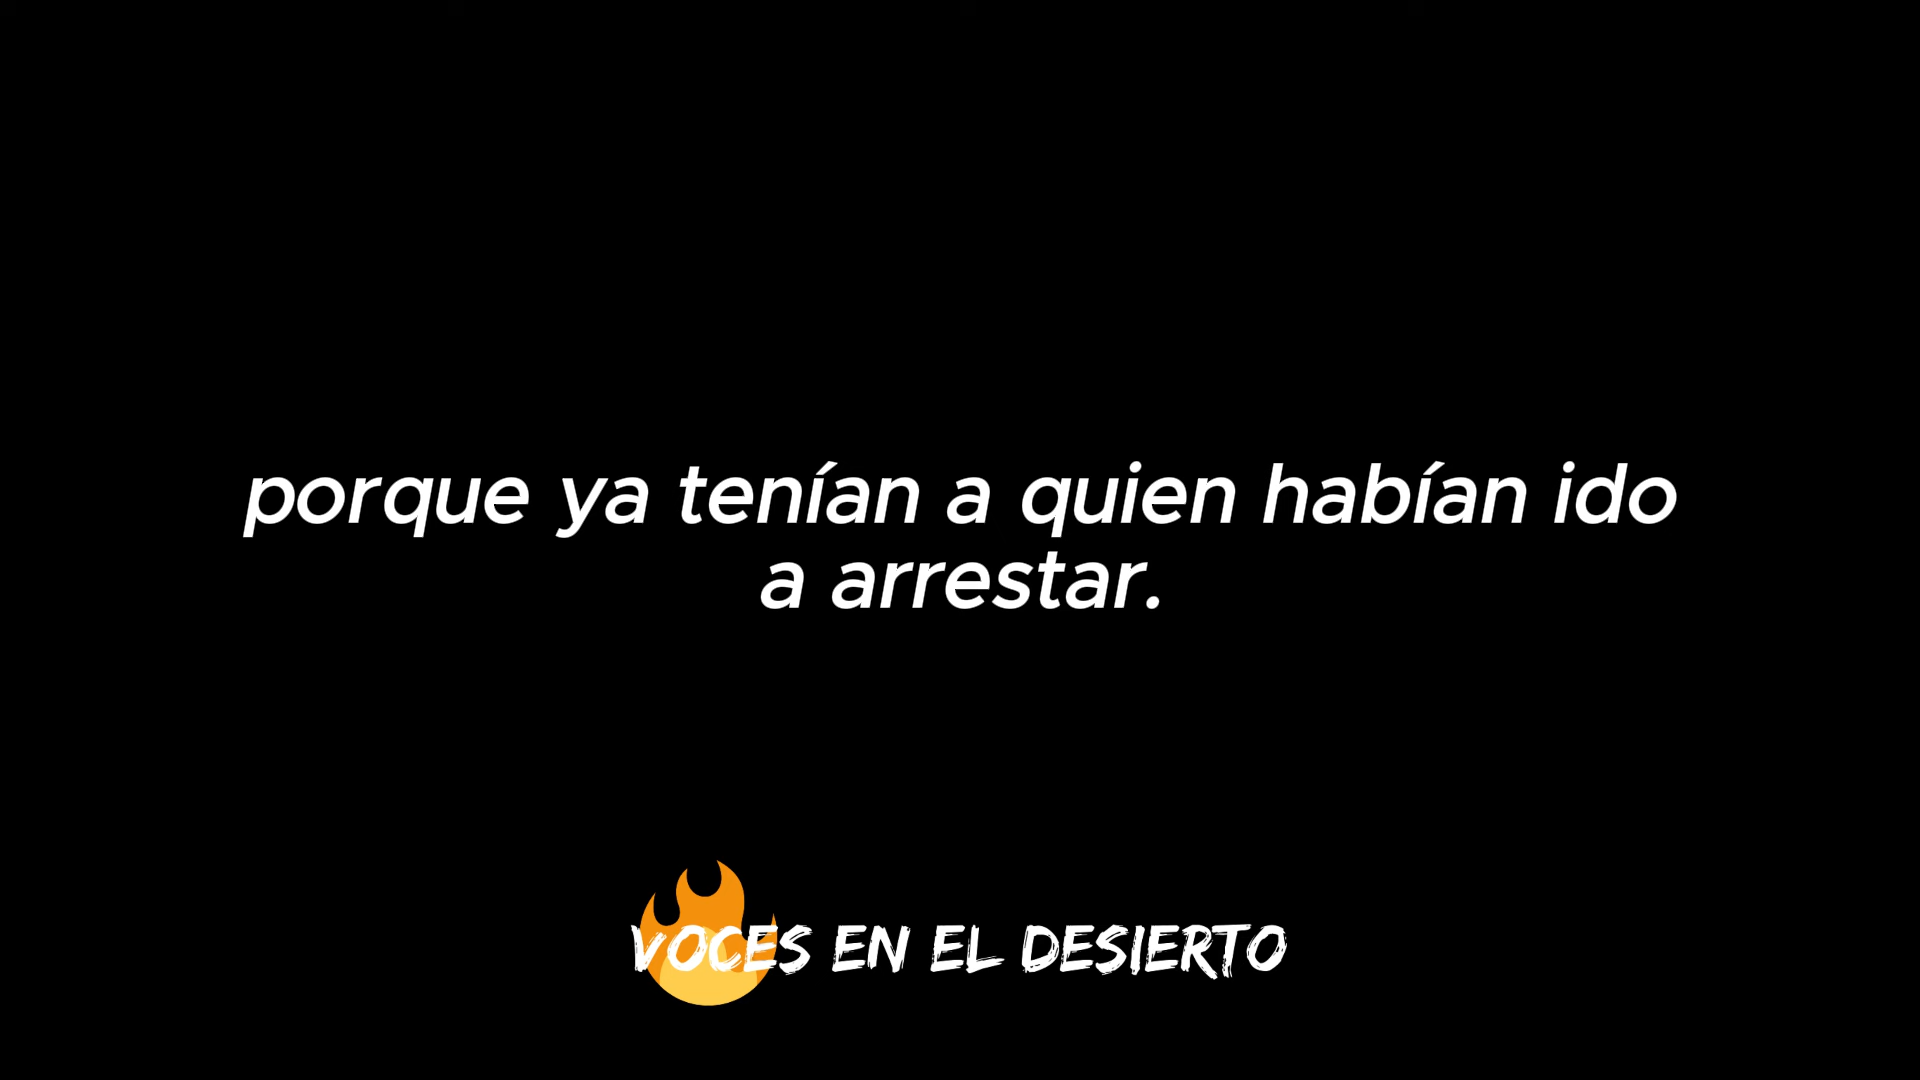 porque ya tenían a quien habían ido
a arrestar.
VOCES EN EL DESIERTO